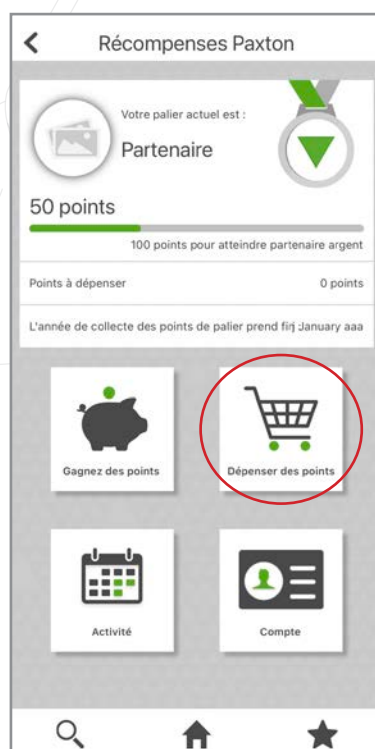 Récompenses Paxton
Votre palier actuel est :
Partenaire
50 points
100 points pour atteindre partenaire argent
Points à dépenser 0 points
L'année de collecte des points de palier prend firj January aaa
Gagnez des points
Dépenser des points
Activité
Compte